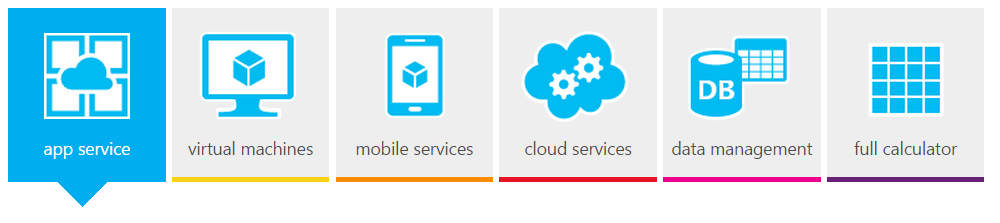 app service
virtual machines
mobile services
cloud services
DB
data management
full calculator